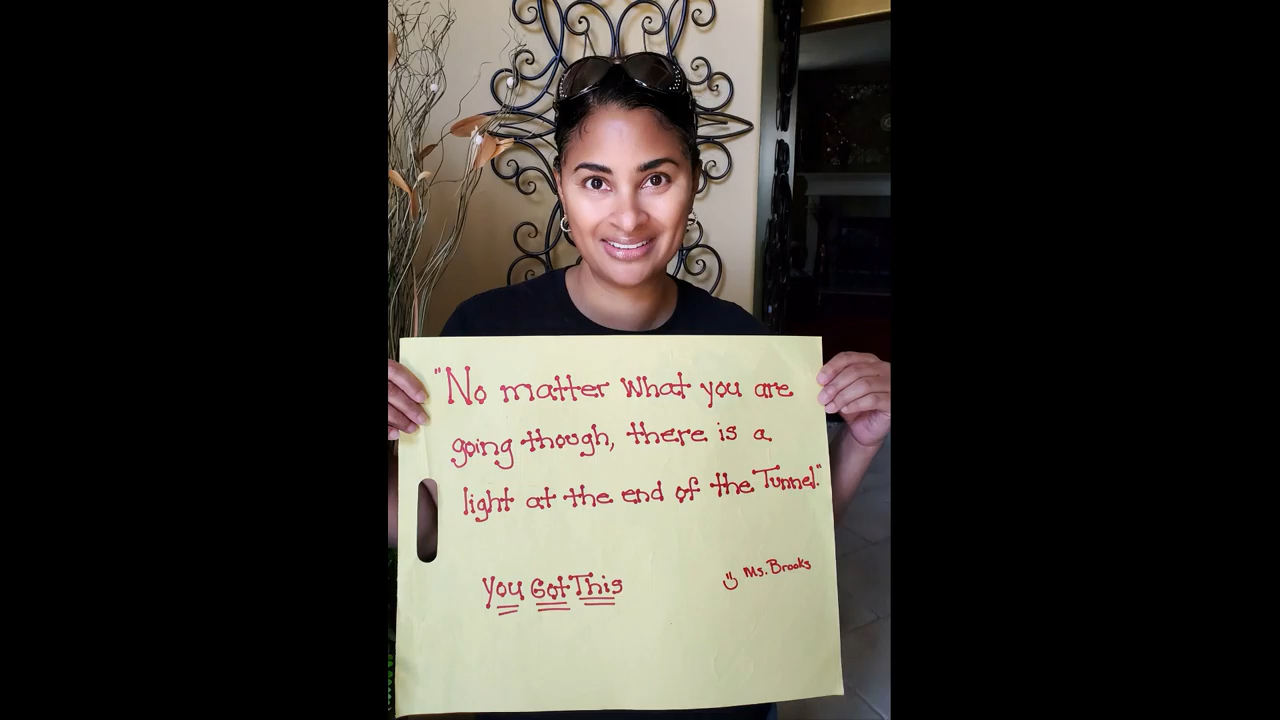 "No matter what you are
going though, there is a
light at the end of the Tunnel."
You Got This
Ms. Brooks